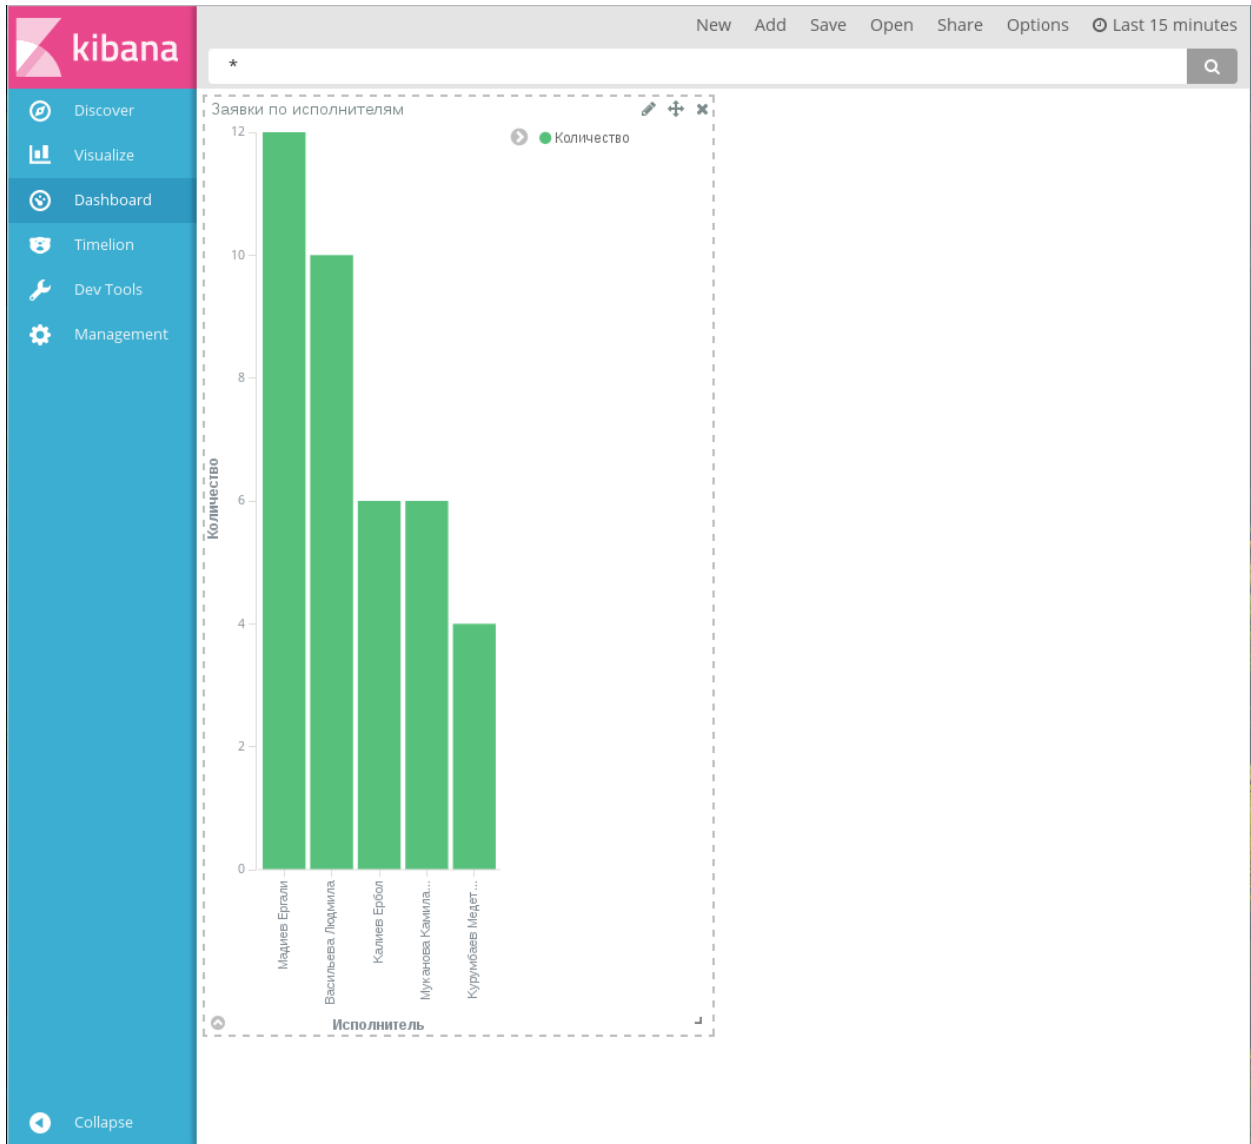 kibana
New Add Save Open Share Options Last 15 minutes
*
Discover
Visualize
Dashboard
Timelion
Dev Tools
Management
Collapse
Заявки по исполнителям
Количество
12
10
8
6
4
2
0
Количество
Мадиев Ергали
Васильева Людмила
Калиев Ербол
Муканова Камила...
Курумбаев Медет...
Исполнитель